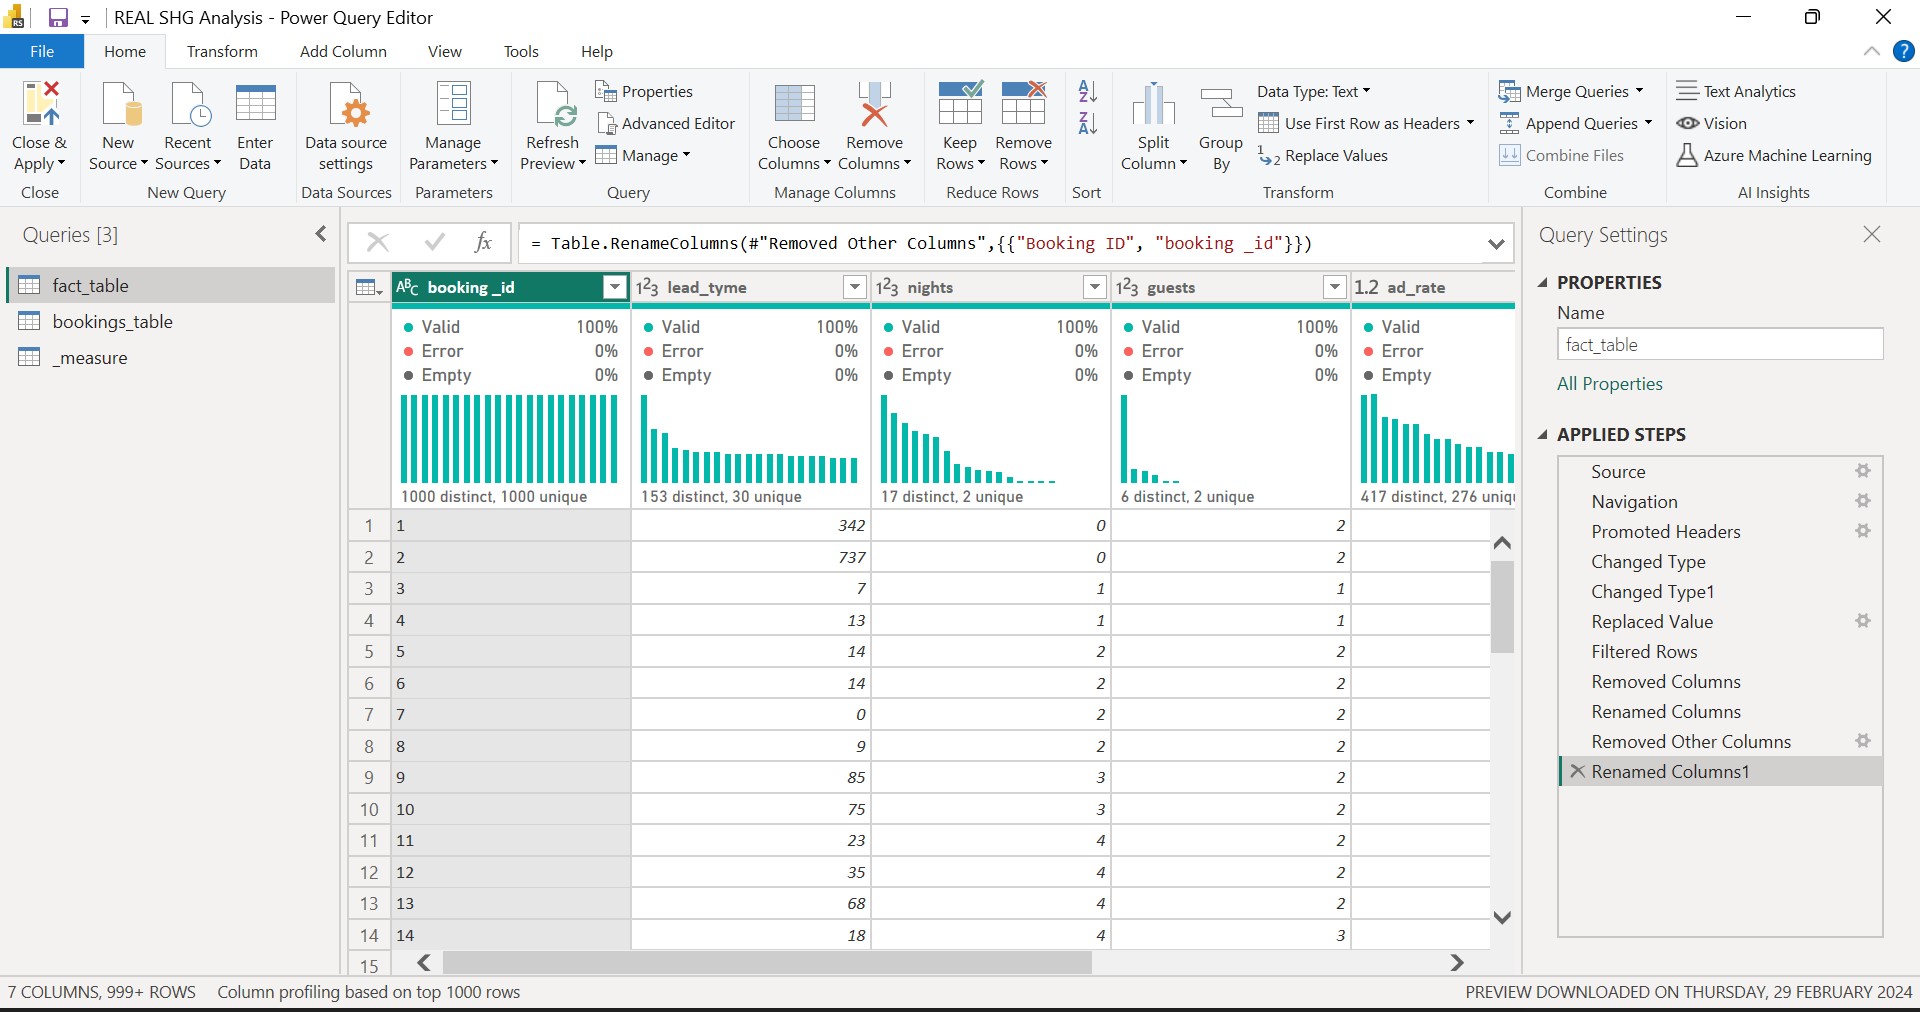 REAL SHG Analysis - Power Query Editor
File Home Transform Add Column View Tools Help
Close & Apply
Close
New Source
Recent Sources
Enter Data
New Query
Data source settings
Data Sources
Manage Parameters
Parameters
Refresh Preview
Properties
Advanced Editor
Manage
Query
Choose Columns
Remove Columns
Manage Columns
Keep Rows
Remove Rows
Reduce Rows
Sort
Split Column
Group By
Data Type: Text
Use First Row as Headers
Replace Values
Transform
Merge Queries
Append Queries
Combine Files
Combine
Text Analytics
Vision
Azure Machine Learning
AI Insights
Queries [3]
fact_table
bookings_table
_measure
fx
= Table.RenameColumns(#"Removed Other Columns",{{"Booking ID", "booking _id"}})
ABC booking _id 123 lead_tyme 123 nights 123 guests 1.2 ad_rate
Valid 100% Valid 100% Valid 100% Valid 100% Valid
Error 0% Error 0% Error 0% Error 0% Error
Empty 0% Empty 0% Empty 0% Empty 0% Empty
1000 distinct, 1000 unique 153 distinct, 30 unique 17 distinct, 2 unique 6 distinct, 2 unique 417 distinct, 276 uniqu
1 1 342 0 2
2 2 737 0 2
3 3 7 1 1
4 4 13 1 1
5 5 14 2 2
6 6 14 2 2
7 7 0 2 2
8 8 9 2 2
9 9 85 3 2
10 10 75 3 2
11 11 23 4 2
12 12 35 4 2
13 13 68 4 2
14 14 18 4 3
15
Query Settings
PROPERTIES
Name
fact_table
All Properties
APPLIED STEPS
Source
Navigation
Promoted Headers
Changed Type
Changed Type1
Replaced Value
Filtered Rows
Removed Columns
Renamed Columns
Removed Other Columns
Renamed Columns1
7 COLUMNS, 999+ ROWS Column profiling based on top 1000 rows
PREVIEW DOWNLOADED ON THURSDAY, 29 FEBRUARY 2024